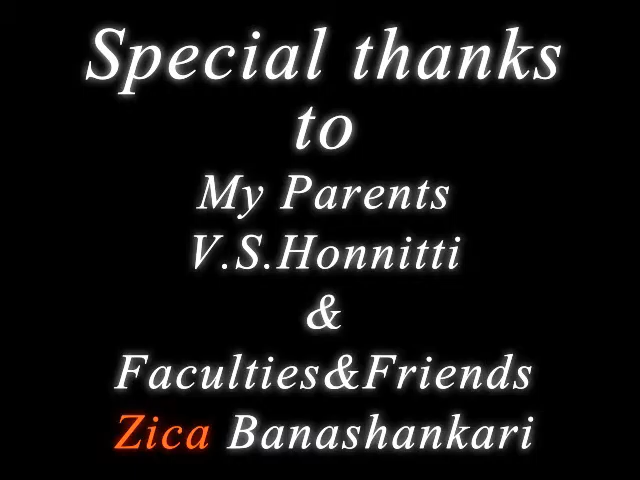 Special thanks
to
My Parents
V.S.Honnitti
&
Faculties&Friends
Zica Banashankari